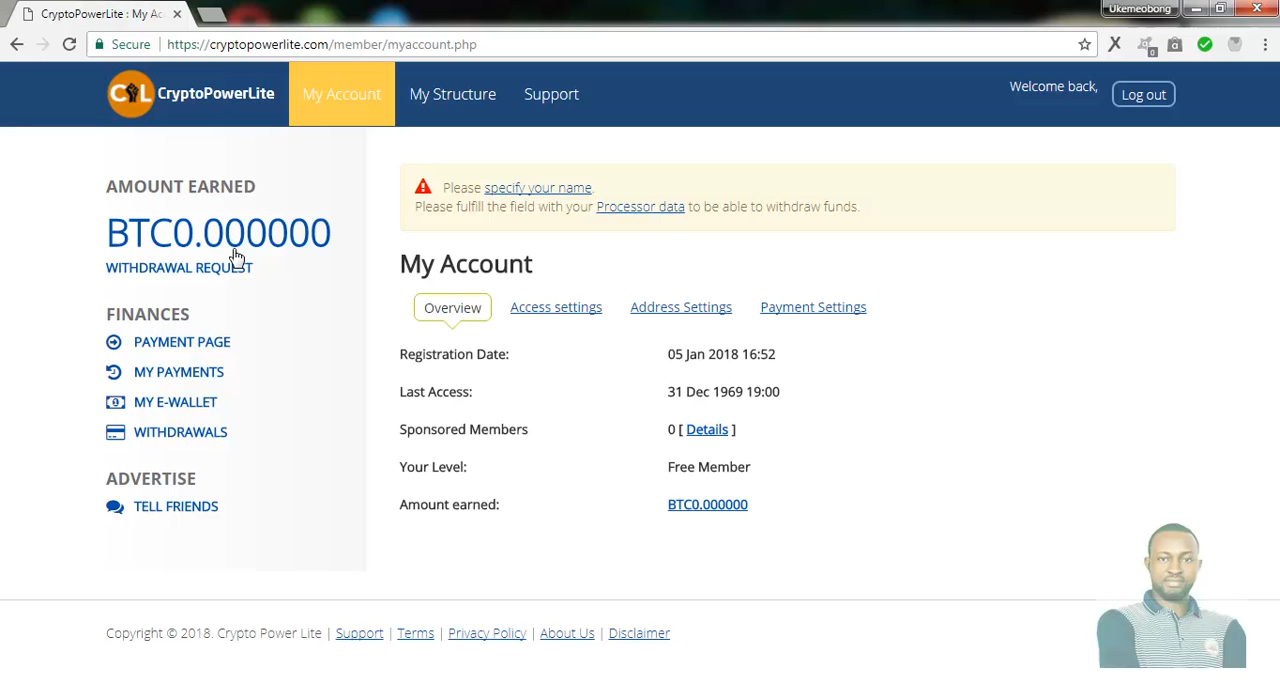 CryptoPowerLite : My Ac
Ukemeobong
Secure
https://cryptopowerlite.com/member/myaccount.php
0
CL CryptoPowerLite
My Account
My Structure
Support
Welcome back,
Log out
AMOUNT EARNED
BTC0.000000
WITHDRAWAL REQUEST
FINANCES
PAYMENT PAGE
MY PAYMENTS
MY E-WALLET
WITHDRAWALS
ADVERTISE
TELL FRIENDS
Please specify your name.
Please fulfill the field with your Processor data to be able to withdraw funds.
My Account
Overview Access settings Address Settings Payment Settings
Registration Date: 05 Jan 2018 16:52
Last Access: 31 Dec 1969 19:00
Sponsored Members 0 [ Details ]
Your Level: Free Member
Amount earned: BTC0.000000
Copyright © 2018. Crypto Power Lite | Support | Terms | Privacy Policy | About Us | Disclaimer